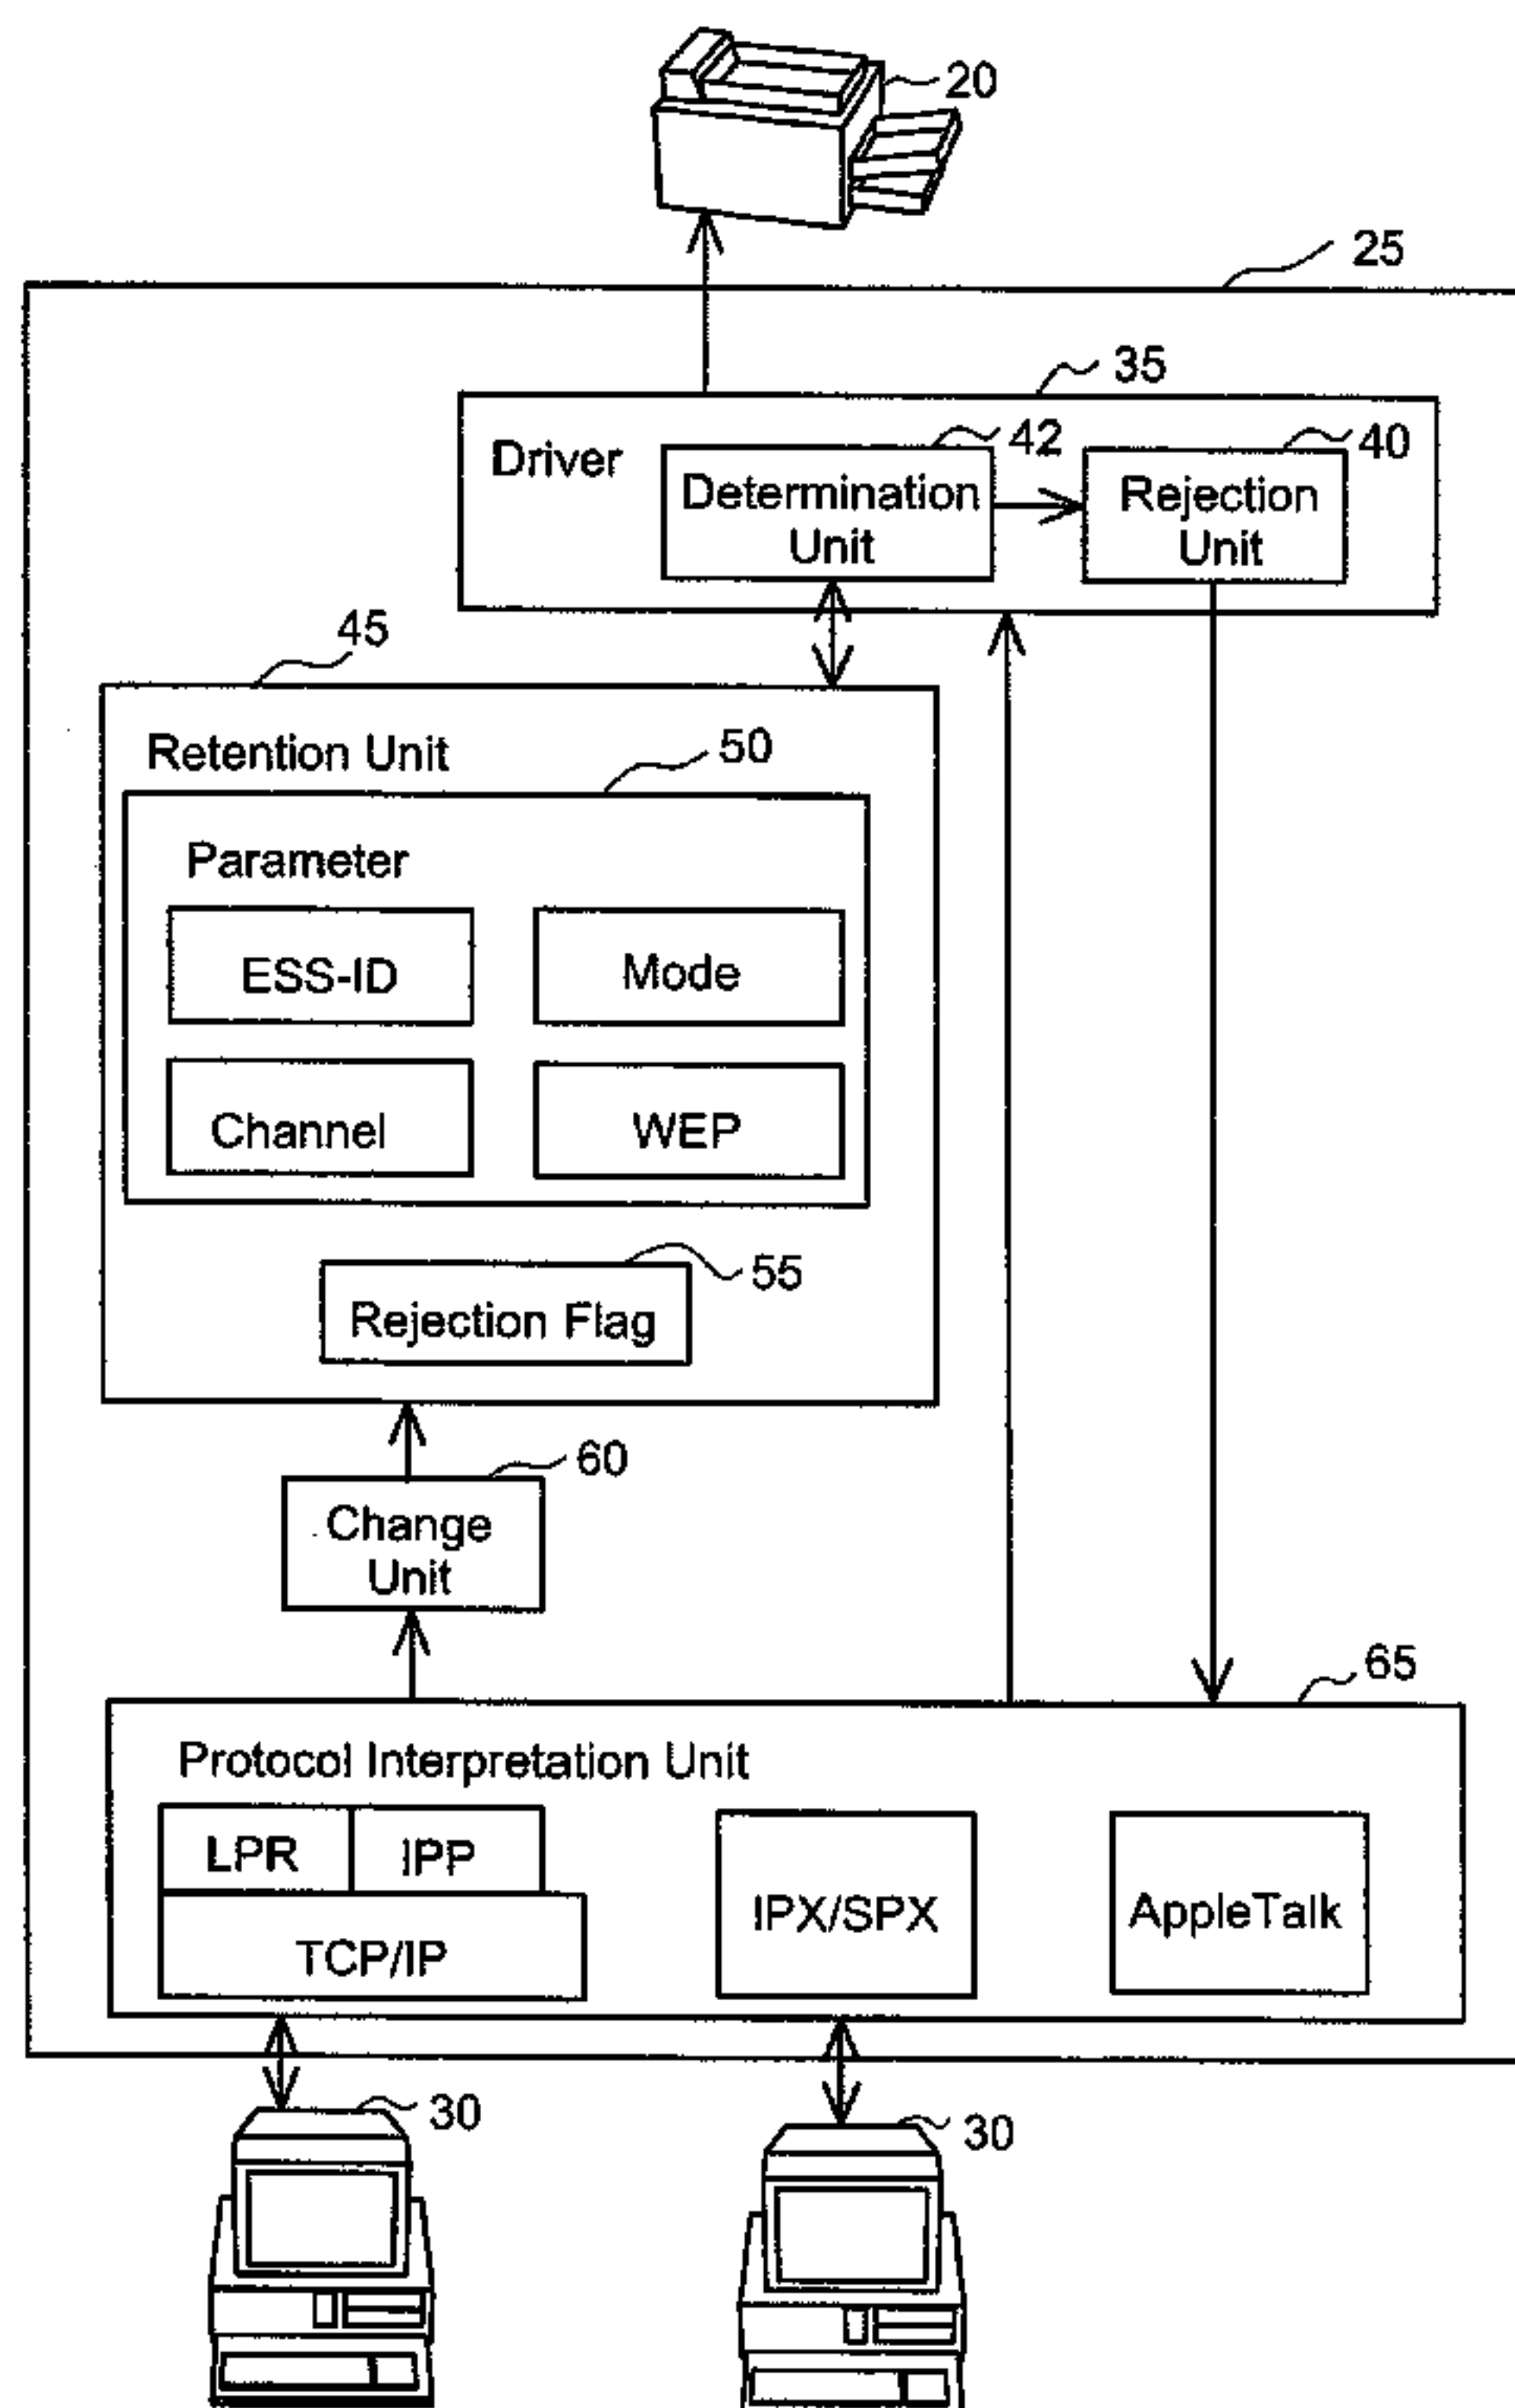 20
25
35
Driver
42
40
Determination
Unit
Rejection
Unit
45
Retention Unit
50
Parameter
ESS-ID
Mode
Channel
WEP
55
Rejection Flag
60
Change
Unit
65
Protocol Interpretation Unit
LPR
IPP
TCP/IP
IPX/SPX
AppleTalk
30
30